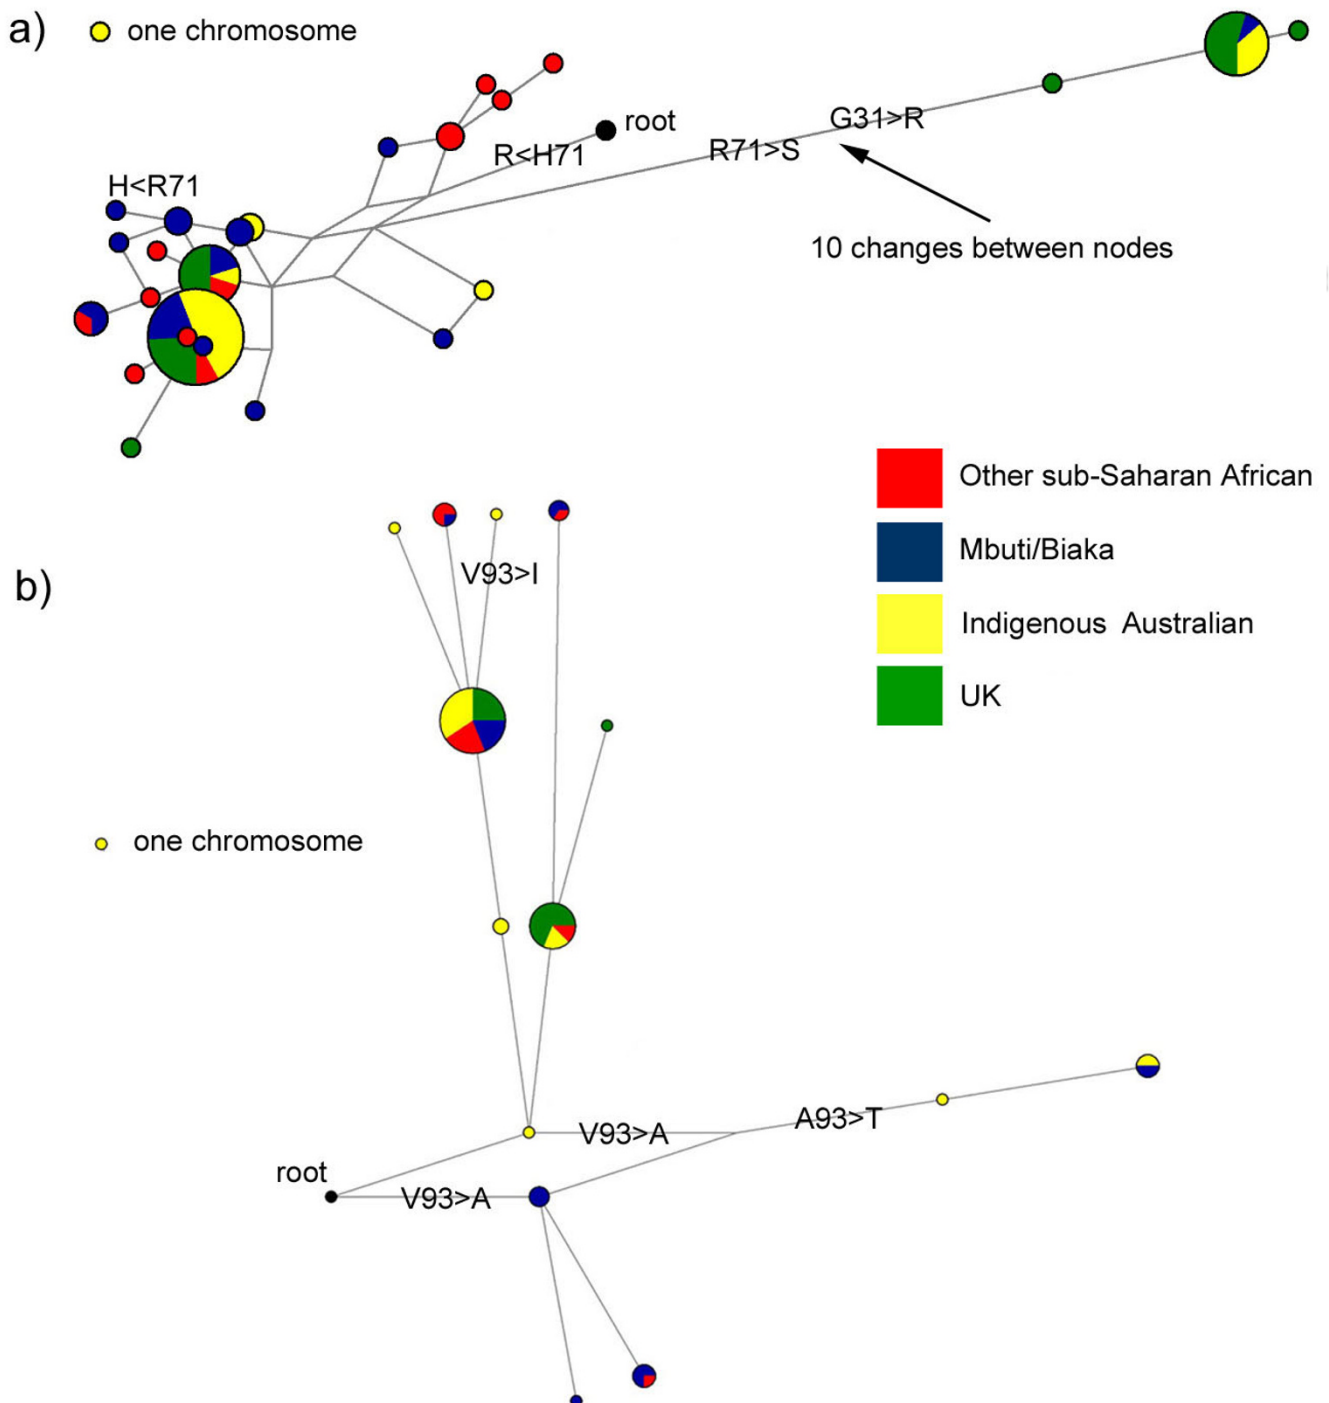 a)
one chromosome
root
G31>R
R<H71
R71>S
H<R71
10 changes between nodes
Other sub-Saharan African
Mbuti/Biaka
Indigenous Australian
UK
b)
V93>I
one chromosome
A93>T
V93>A
root
V93>A